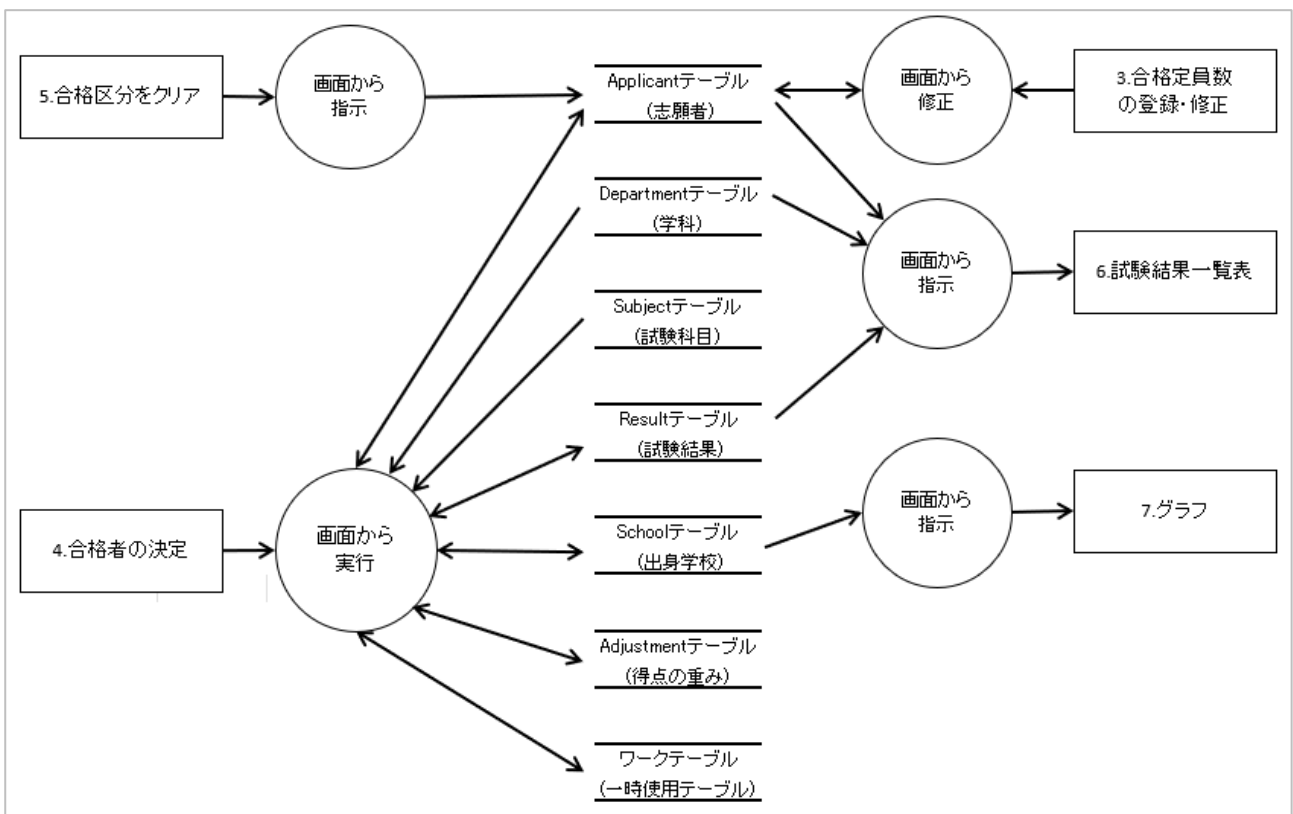 5.合格区分をクリア
画面から
指示
Applicantテーブル
(志願者)
画面から
修正
3.合格定員数
の登録・修正
Departmentテーブル
(学科)
画面から
指示
6.試験結果一覧表
Subjectテーブル
(試験科目)
Resultテーブル
(試験結果)
4.合格者の決定
画面から
実行
Schoolテーブル
(出身学校)
画面から
指示
7.グラフ
Adjustmentテーブル
(得点の重み)
ワークテーブル
(一時使用テーブル)